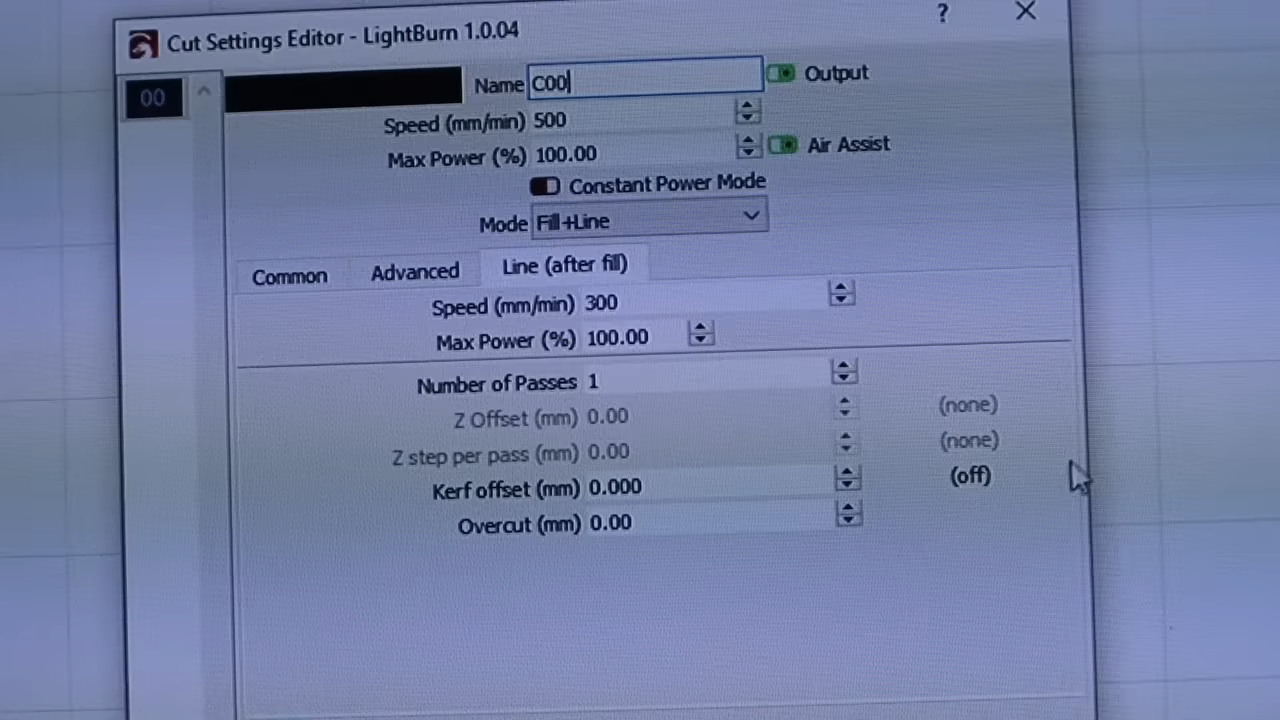 Cut Settings Editor - LightBurn 1.0.04 ?
00
Name C00 Output
Speed (mm/min) 500
Max Power (%) 100.00 Air Assist
Constant Power Mode
Mode Fill+Line
Common Advanced Line (after fill)
Speed (mm/min) 300
Max Power (%) 100.00
Number of Passes 1
Z Offset (mm) 0.00 (none)
Z step per pass (mm) 0.00 (none)
Kerf offset (mm) 0.000 (off)
Overcut (mm) 0.00